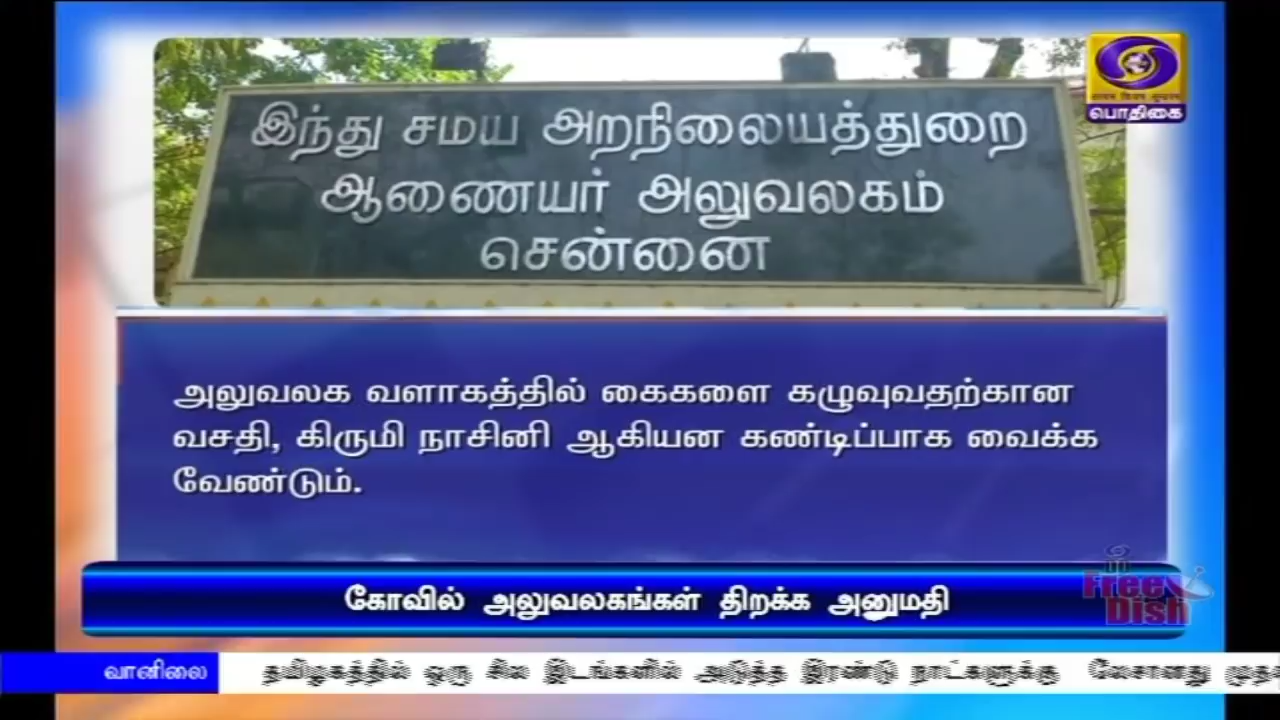 இந்து சமய அறநிலையத்துறை
ஆணையர் அலுவலகம்
சென்னை
பொதிகை
அலுவலக வளாகத்தில் கைகளை கழுவுவதற்கான
வசதி, கிருமி நாசினி ஆகியன கண்டிப்பாக வைக்க
வேண்டும்.
Free
Dish
கோவில் அலுவலகங்கள் திறக்க அனுமதி
வானிலை தமிழகத்தில் ஒரு சில இடங்களில் அடுத்த இரண்டு நாட்களுக்கு லேசானது